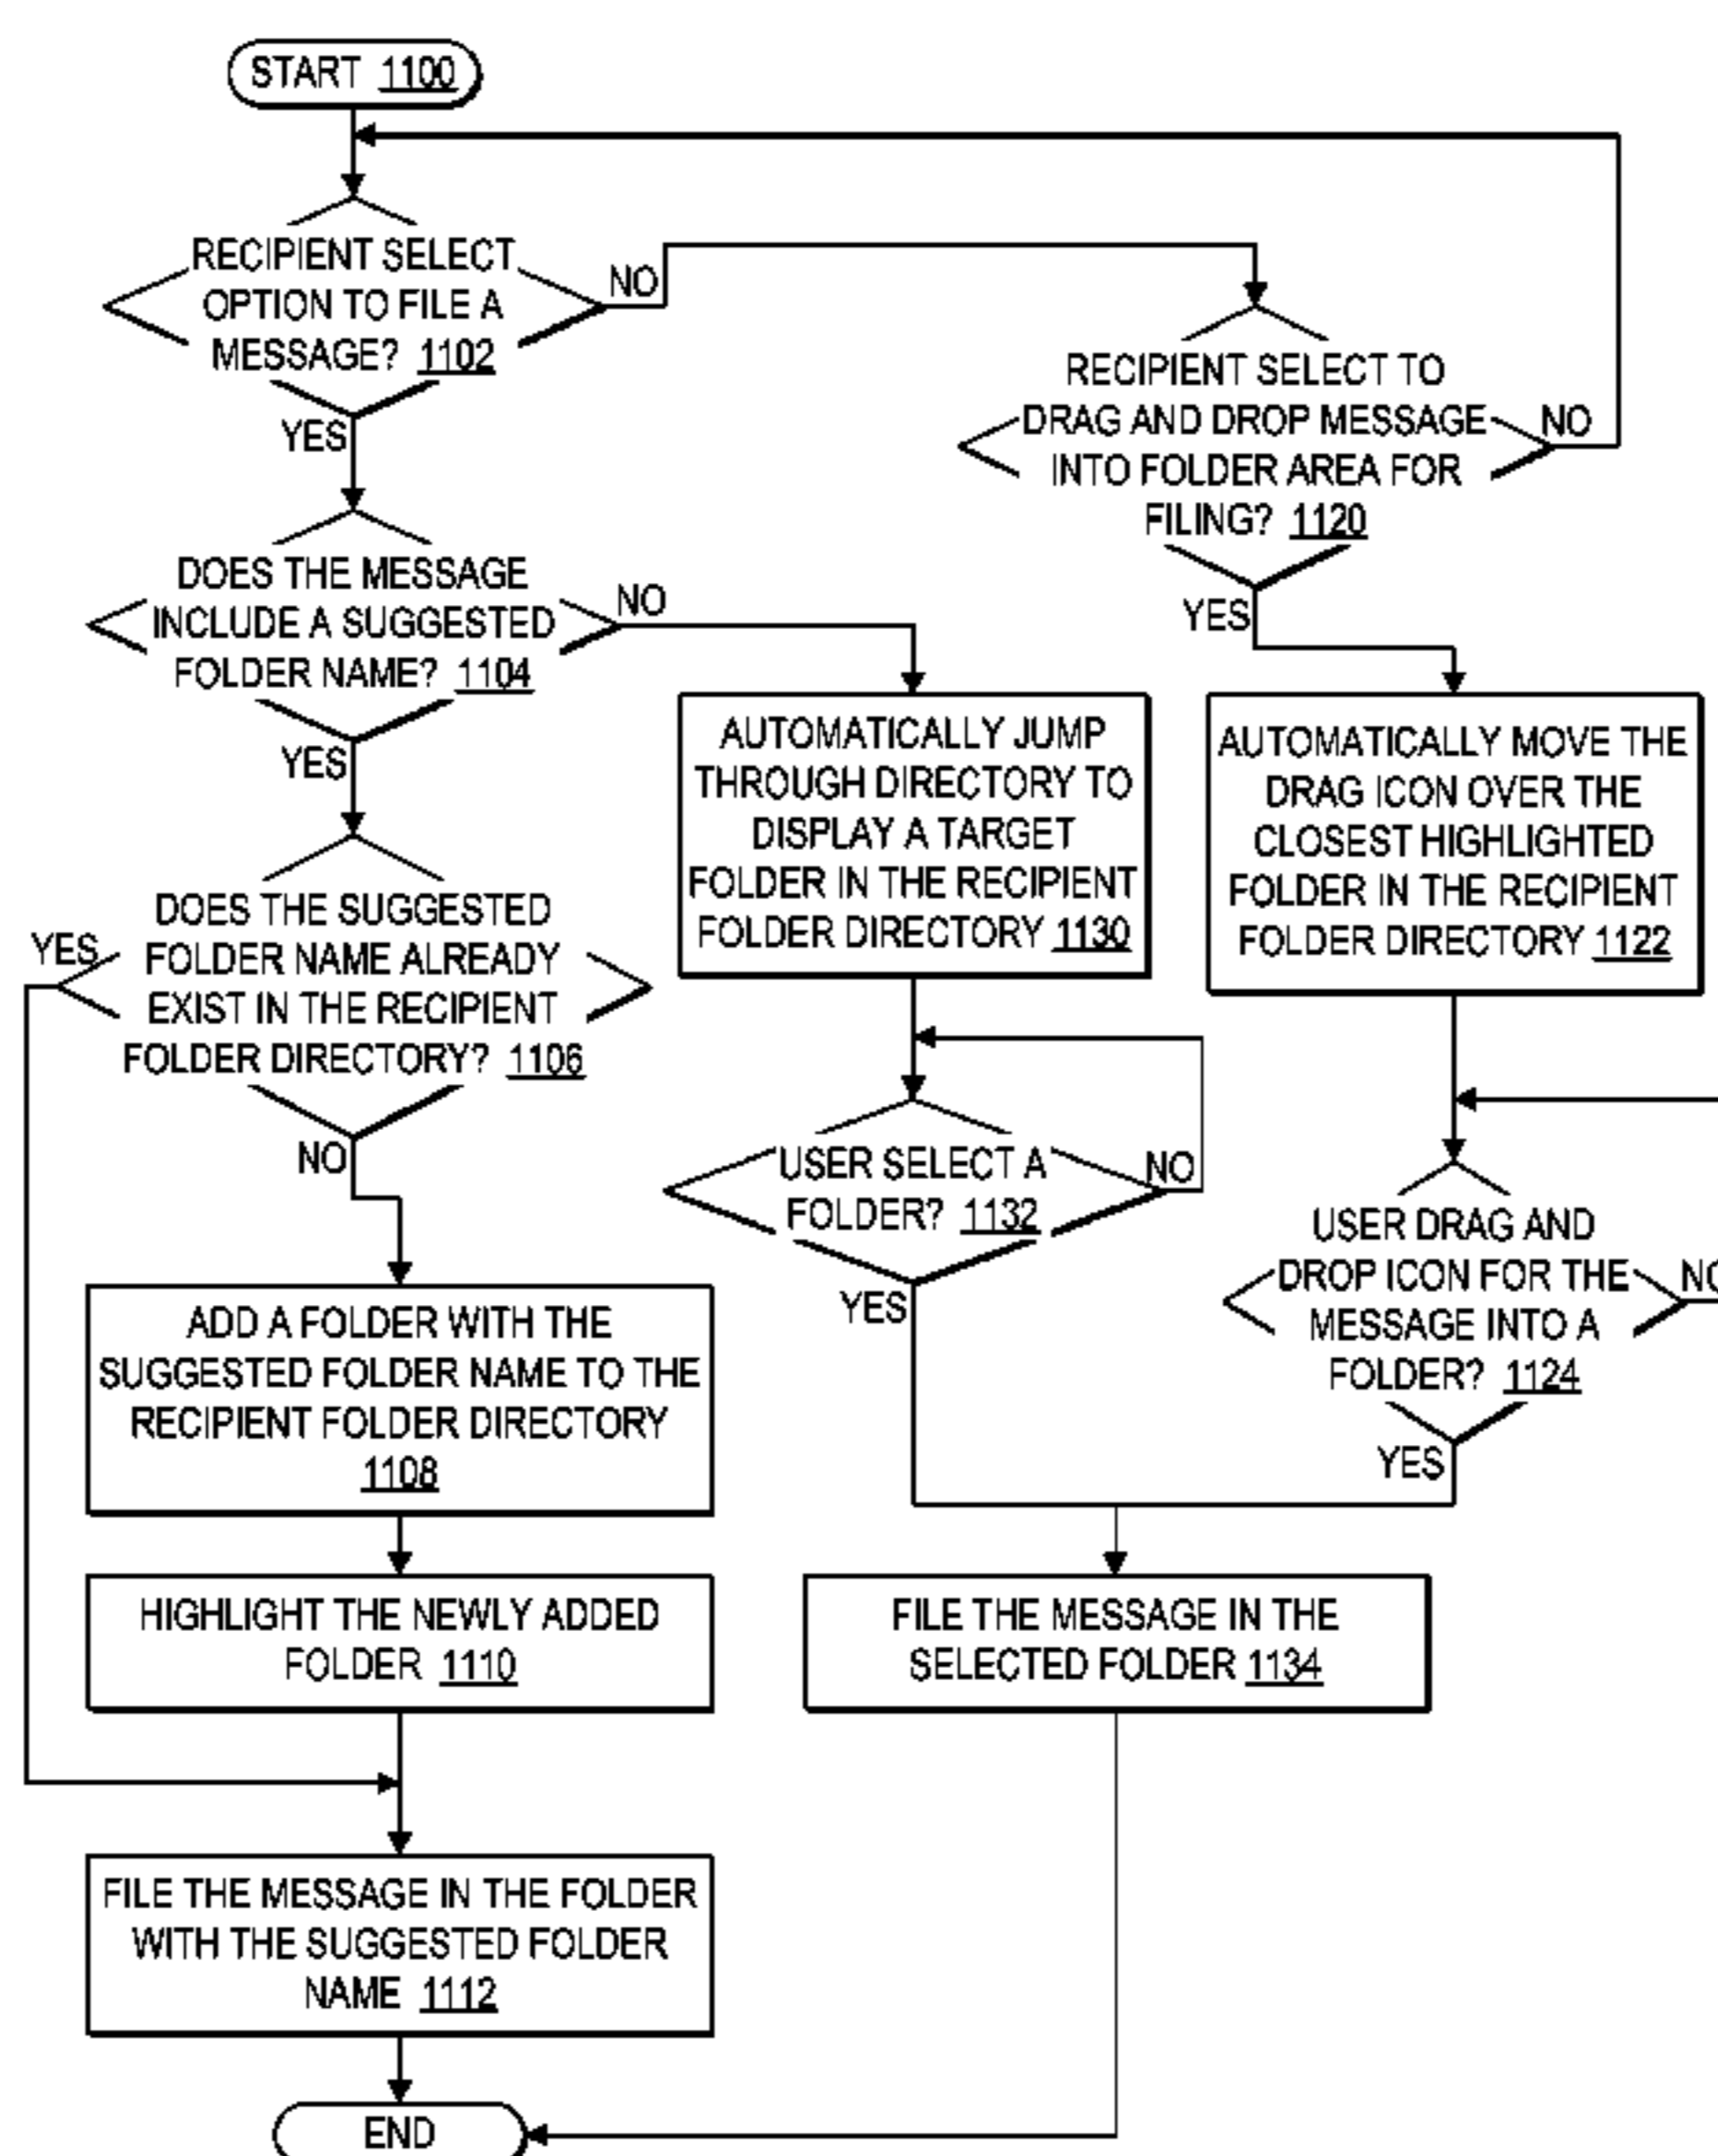 START 1100
RECIPIENT SELECT
OPTION TO FILE A
MESSAGE? 1102
NO
YES
RECIPIENT SELECT TO
DRAG AND DROP MESSAGE
INTO FOLDER AREA FOR
FILING? 1120
NO
YES
DOES THE MESSAGE
INCLUDE A SUGGESTED
FOLDER NAME? 1104
NO
YES
AUTOMATICALLY JUMP
THROUGH DIRECTORY TO
DISPLAY A TARGET
FOLDER IN THE RECIPIENT
FOLDER DIRECTORY 1130
AUTOMATICALLY MOVE THE
DRAG ICON OVER THE
CLOSEST HIGHLIGHTED
FOLDER IN THE RECIPIENT
FOLDER DIRECTORY 1122
DOES THE SUGGESTED
FOLDER NAME ALREADY
EXIST IN THE RECIPIENT
FOLDER DIRECTORY? 1106
YES
NO
USER SELECT A
FOLDER? 1132
NO
YES
USER DRAG AND
DROP ICON FOR THE
MESSAGE INTO A
FOLDER? 1124
NO
YES
ADD A FOLDER WITH THE
SUGGESTED FOLDER NAME TO THE
RECIPIENT FOLDER DIRECTORY
1108
HIGHLIGHT THE NEWLY ADDED
FOLDER 1110
FILE THE MESSAGE IN THE
SELECTED FOLDER 1134
FILE THE MESSAGE IN THE FOLDER
WITH THE SUGGESTED FOLDER
NAME 1112
END